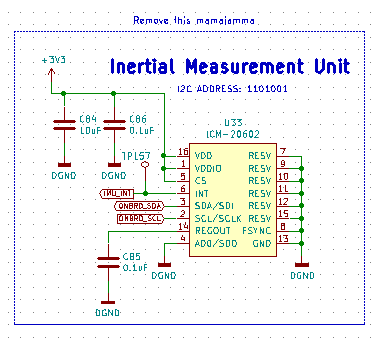 Remove this mamajamma
+3V3
Inertial Measurement Unit
I2C ADDRESS: 1101001
C84
10uF
C86
0.1uF
DGND
DGND
TPL57
U33
ICM-20602
16 VDD RESV 7
1 VDDIO RESV 9
5 CS RESV 10
IMU_INT 6 INT RESV 11
ONBRD_SDA 3 SDA/SDI RESV 12
ONBRD_SCL 2 SCL/SCLK RESV 15
14 REGOUT FSYNC 8
4 AD0/SDO GND 13
C85
0.1uF
DGND
DGND
DGND